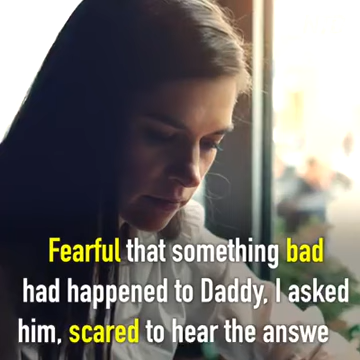 Fearful that something bad
had happened to Daddy, I asked
him, scared to hear the answe